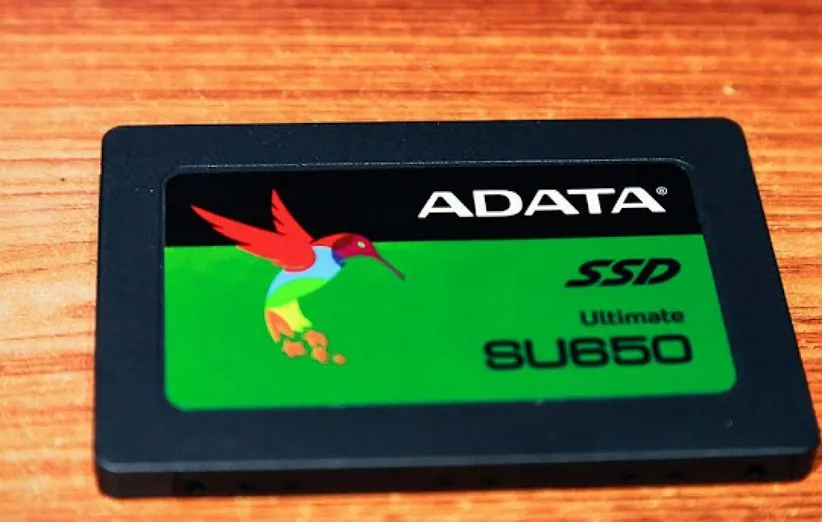 ADATA®
SSD
Ultimate
SU650